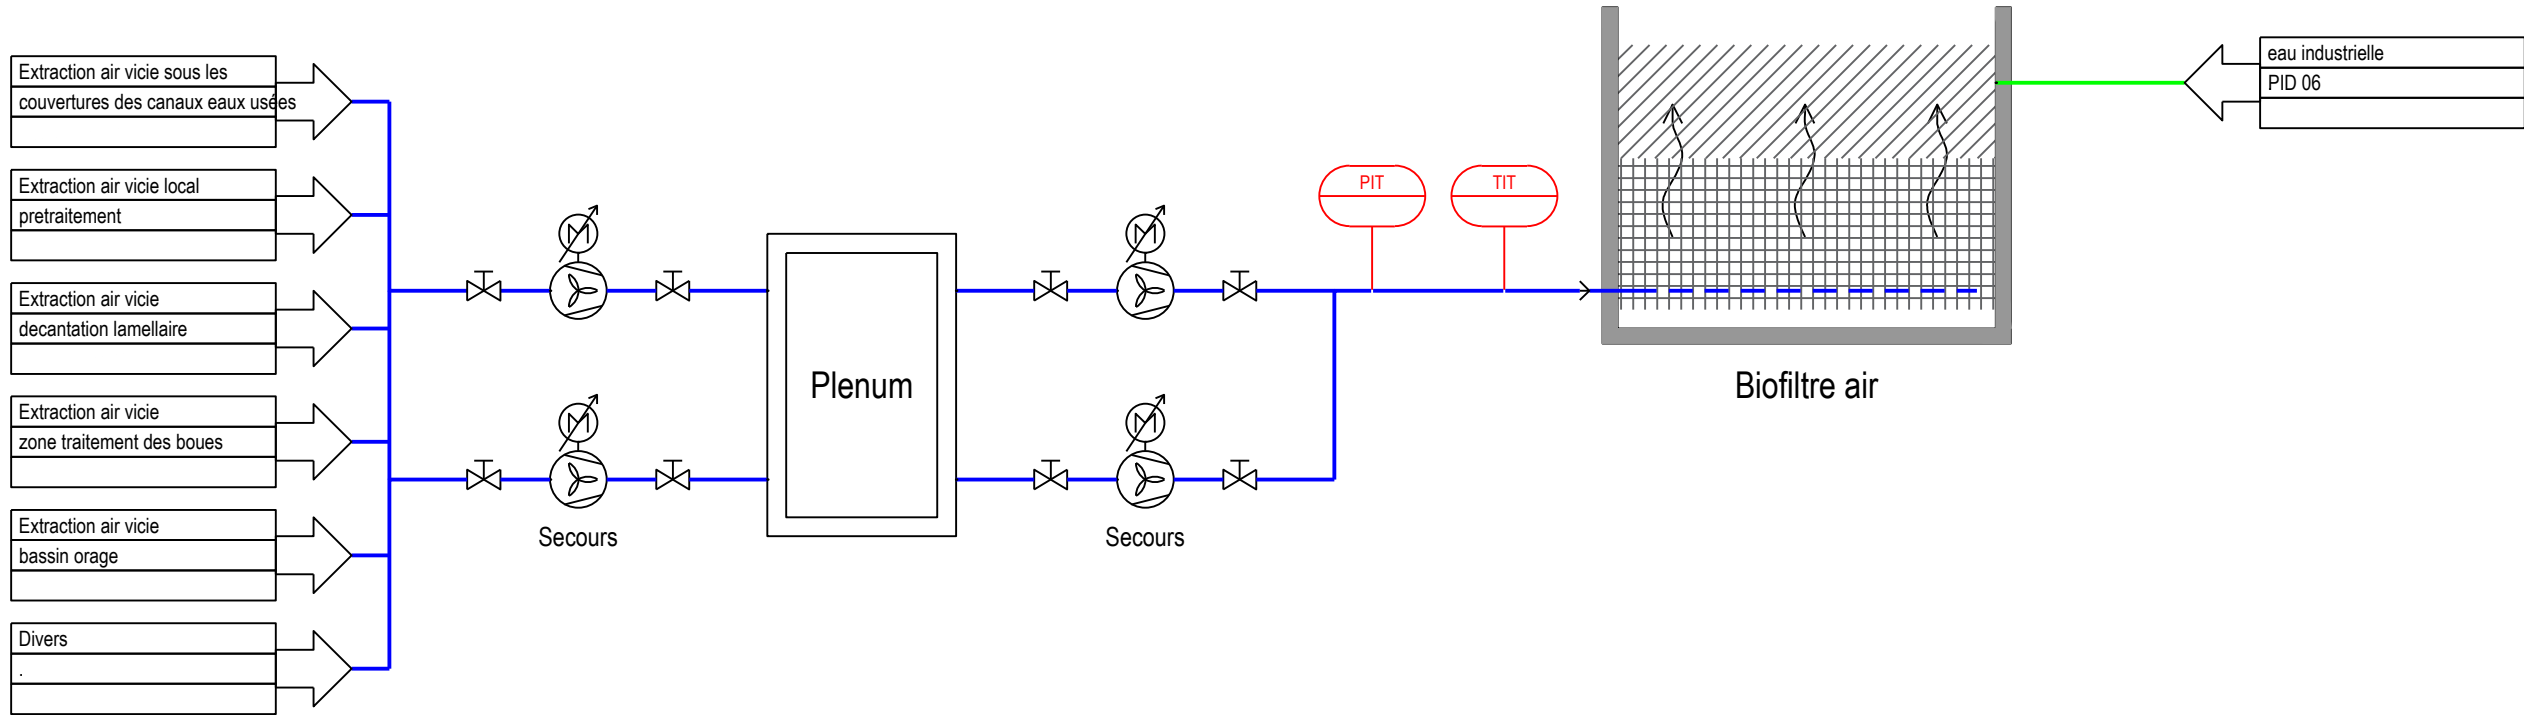 Extraction air vicie sous les
couvertures des canaux eaux usées
Extraction air vicie local
pretraitement
Extraction air vicie
decantation lamellaire
Extraction air vicie
zone traitement des boues
Extraction air vicie
bassin orage
Divers
.
M
M
Secours
Plenum
M
M
Secours
PIT
TIT
Biofiltre air
eau industrielle
PID 06